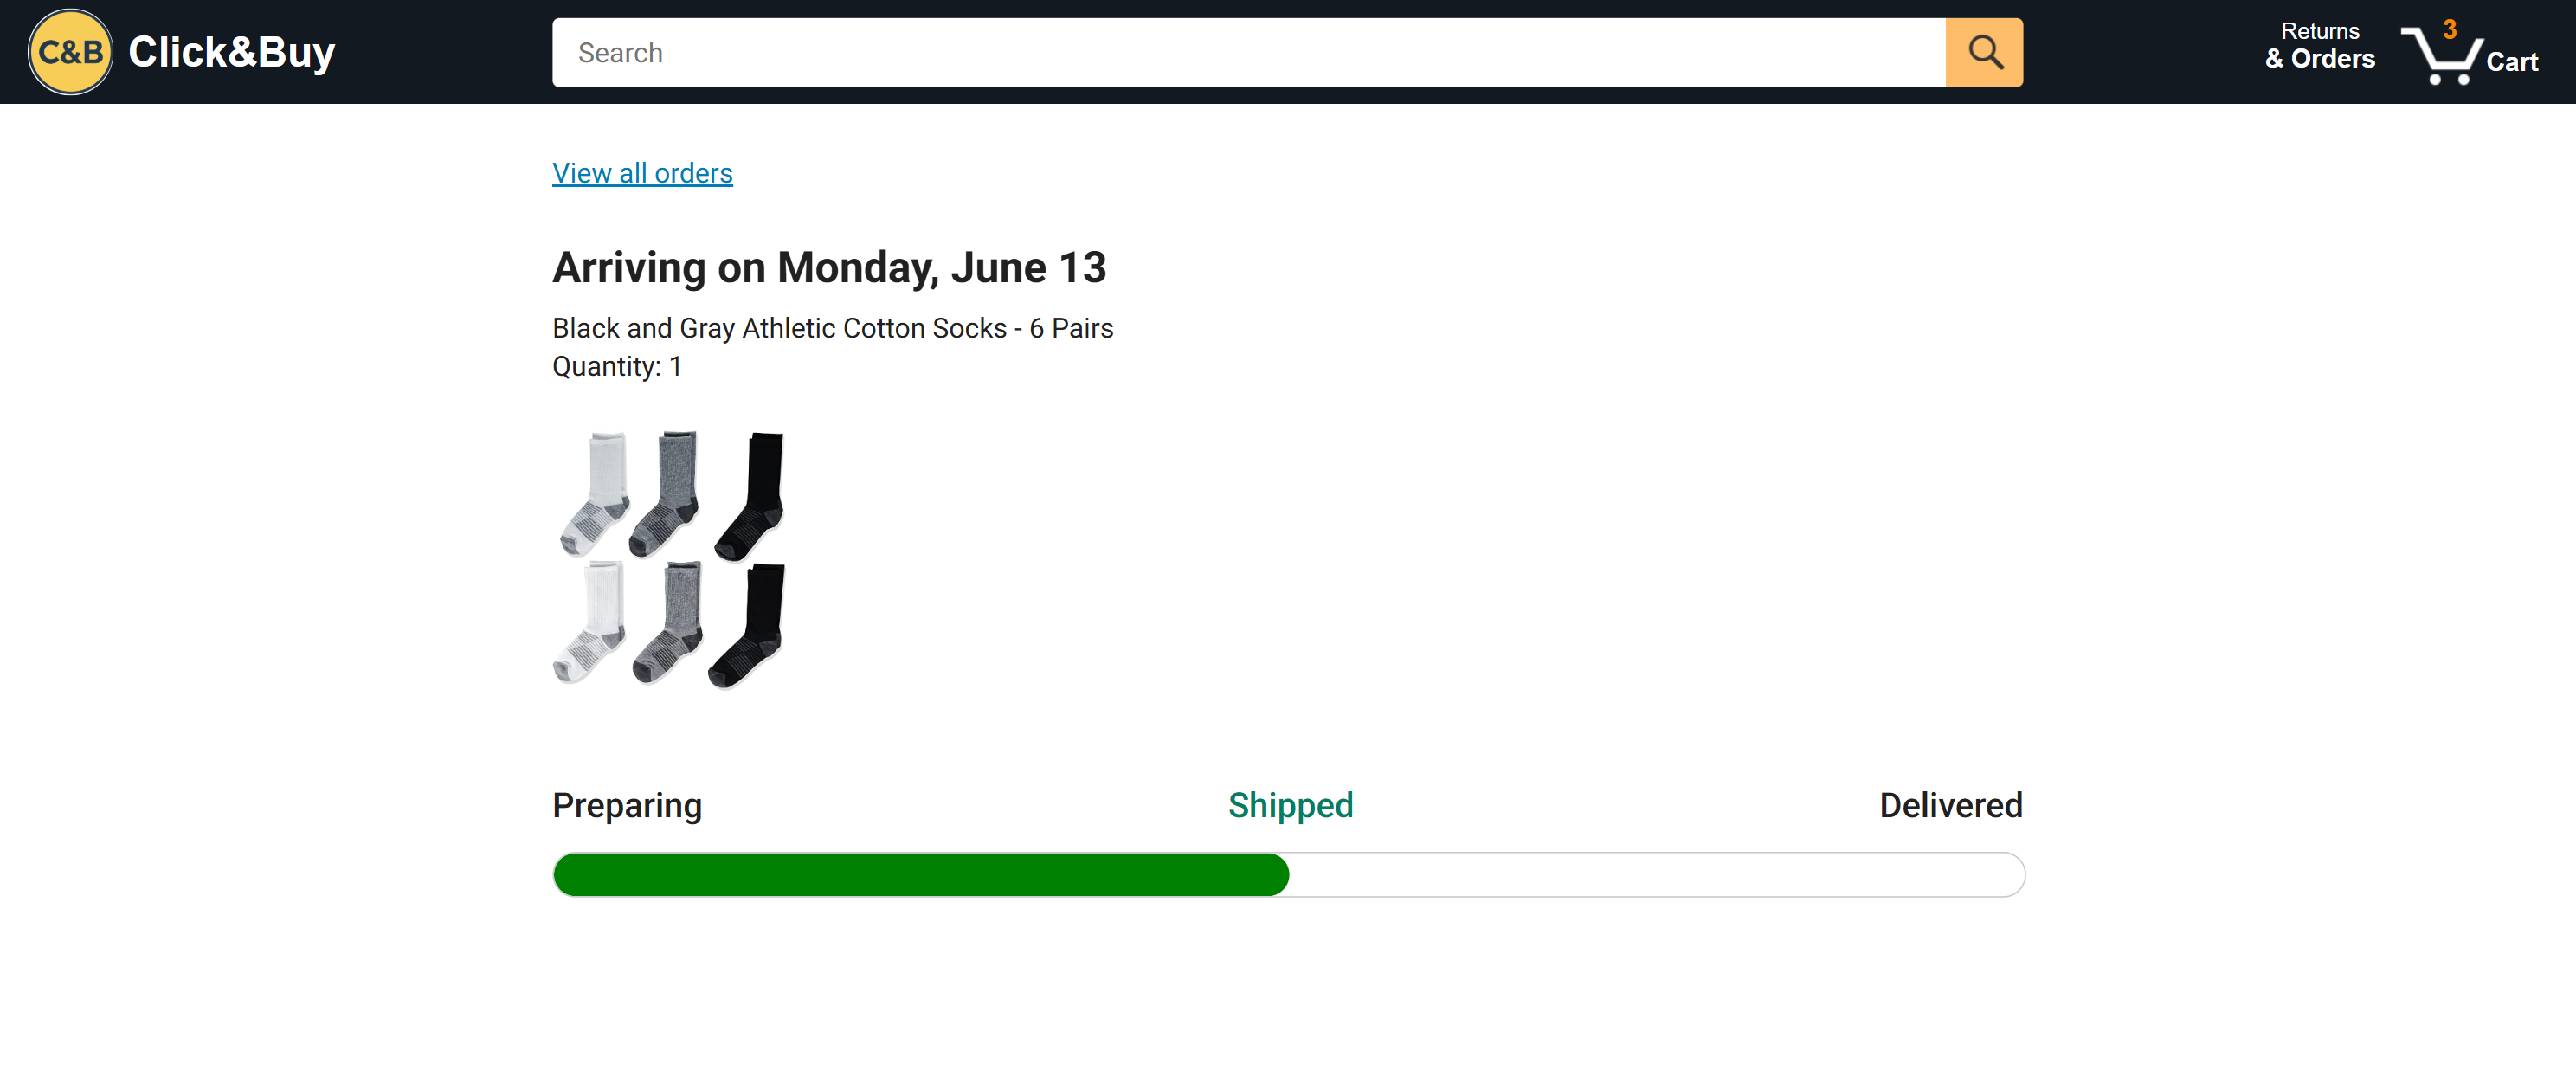 C&B Click&Buy
Search
Returns
& Orders
3
Cart
View all orders
Arriving on Monday, June 13
Black and Gray Athletic Cotton Socks - 6 Pairs
Quantity: 1
Preparing
Shipped
Delivered